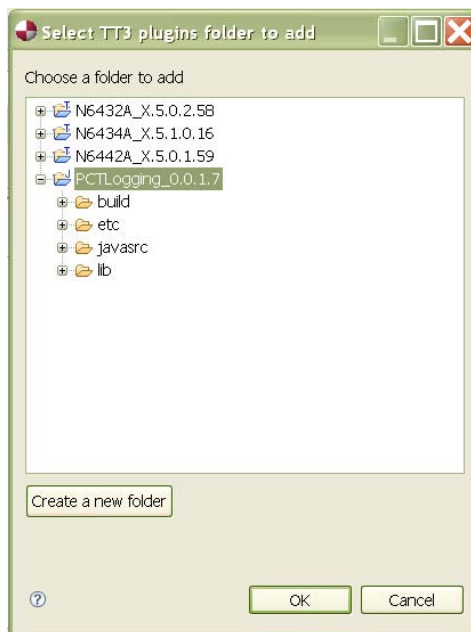 Select TT3 plugins folder to add
Choose a folder to add
N6432A_X.5.0.2.58
N6434A_X.5.1.0.16
N6442A_X.5.0.1.59
PCTLogging_0.0.1.7
build
etc
javasrc
lib
Create a new folder
OK
Cancel